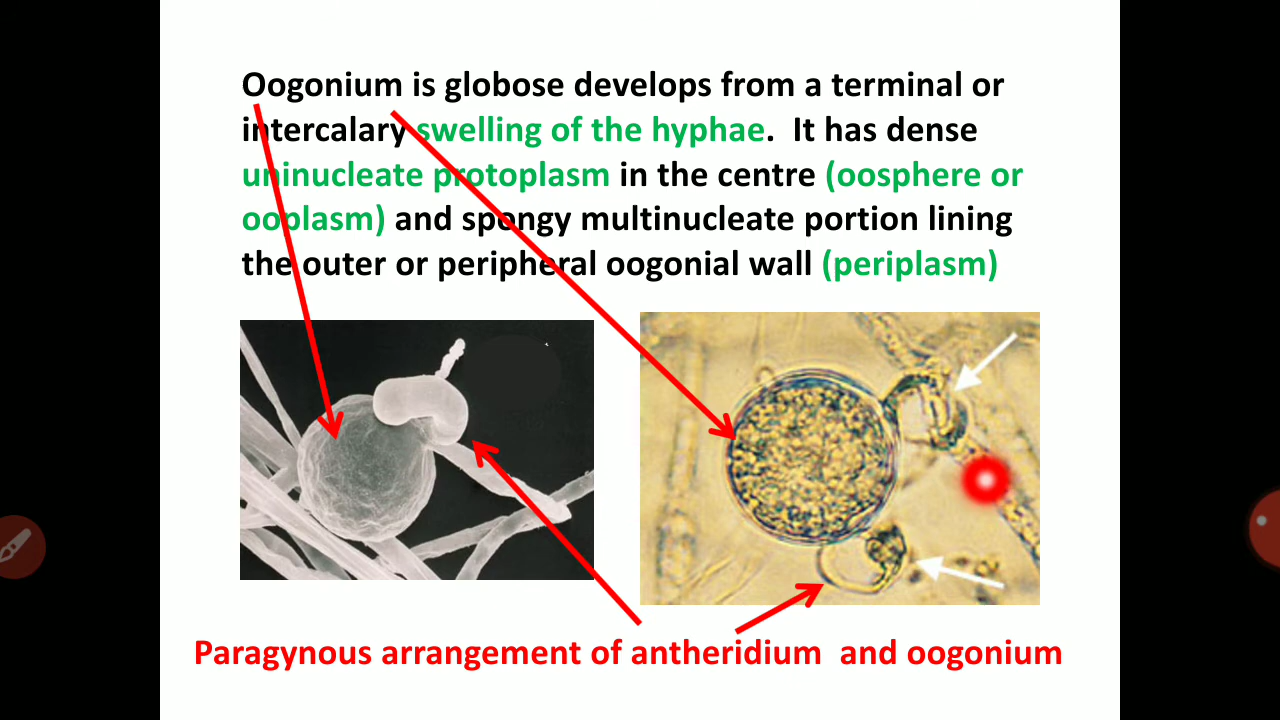 Oogonium is globose develops from a terminal or
intercalary swelling of the hyphae.  It has dense
uninucleate protoplasm in the centre (oosphere or
ooplasm) and spongy multinucleate portion lining
the outer or peripheral oogonial wall (periplasm)
Paragynous arrangement of antheridium  and oogonium